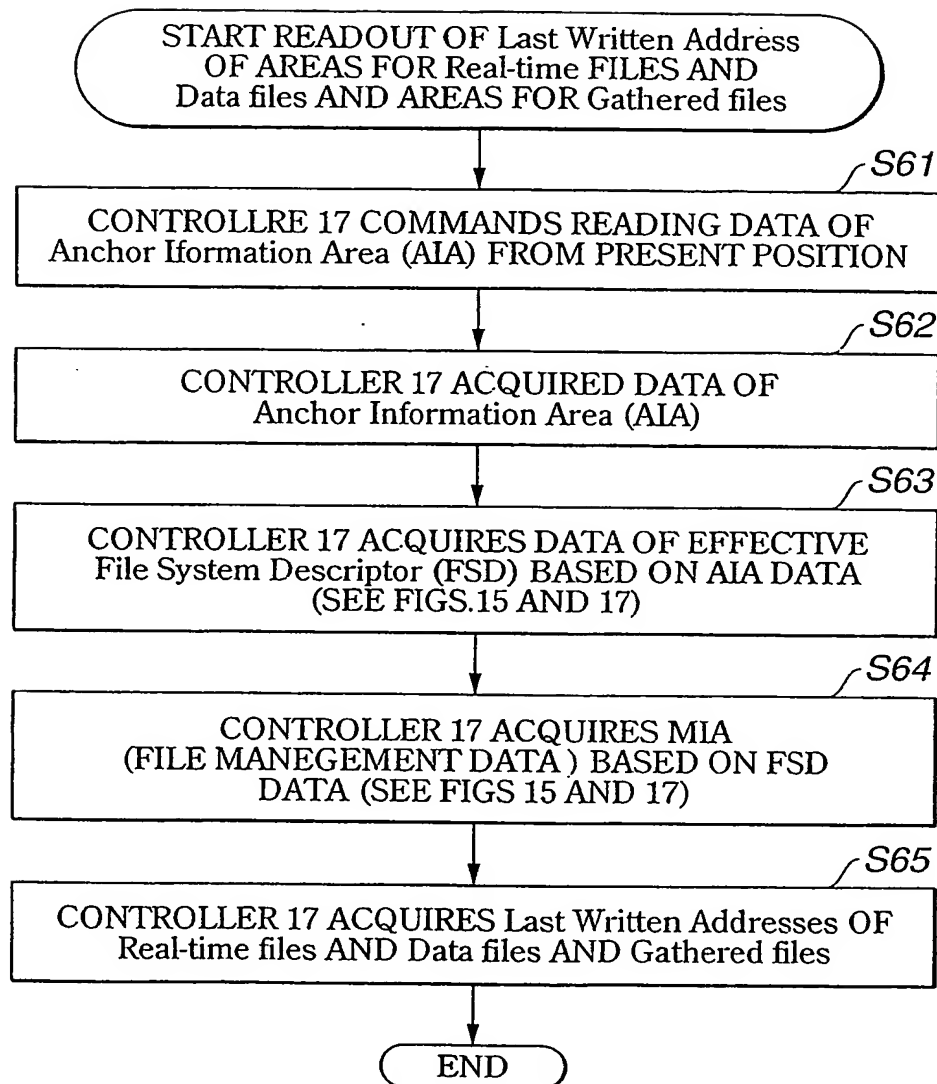 START READOUT OF Last Written Address
OF AREAS FOR Real-time FILES AND
Data files AND AREAS FOR Gathered files
S61
CONTROLLRE 17 COMMANDS READING DATA OF
Anchor Iformation Area (AIA) FROM PRESENT POSITION
S62
CONTROLLER 17 ACQUIRED DATA OF
Anchor Information Area (AIA)
S63
CONTROLLER 17 ACQUIRES DATA OF EFFECTIVE
File System Descriptor (FSD) BASED ON AIA DATA
(SEE FIGS.15 AND 17)
S64
CONTROLLER 17 ACQUIRES MIA
(FILE MANEGEMENT DATA ) BASED ON FSD
DATA (SEE FIGS 15 AND 17)
S65
CONTROLLER 17 ACQUIRES Last Written Addresses OF
Real-time files AND Data files AND Gathered files
END